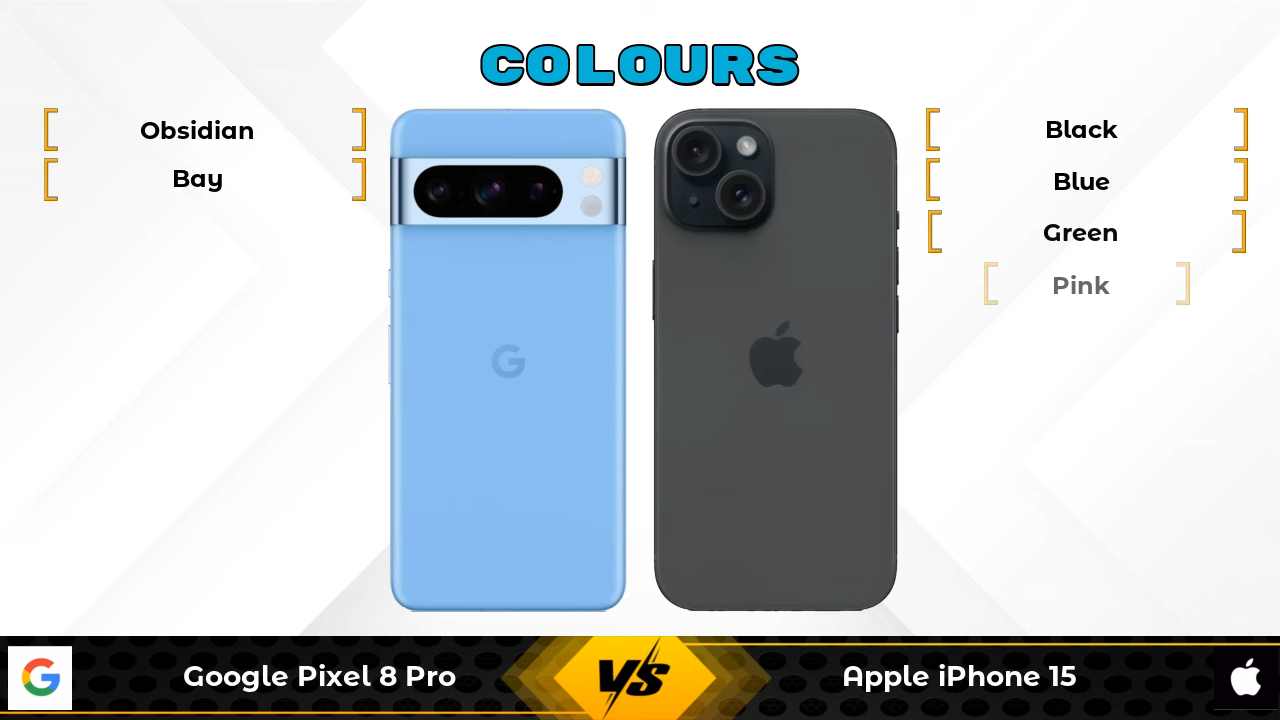 COLOURS
Obsidian
Bay
Black
Blue
Green
Pink
G
Google Pixel 8 Pro
VS
Apple iPhone 15